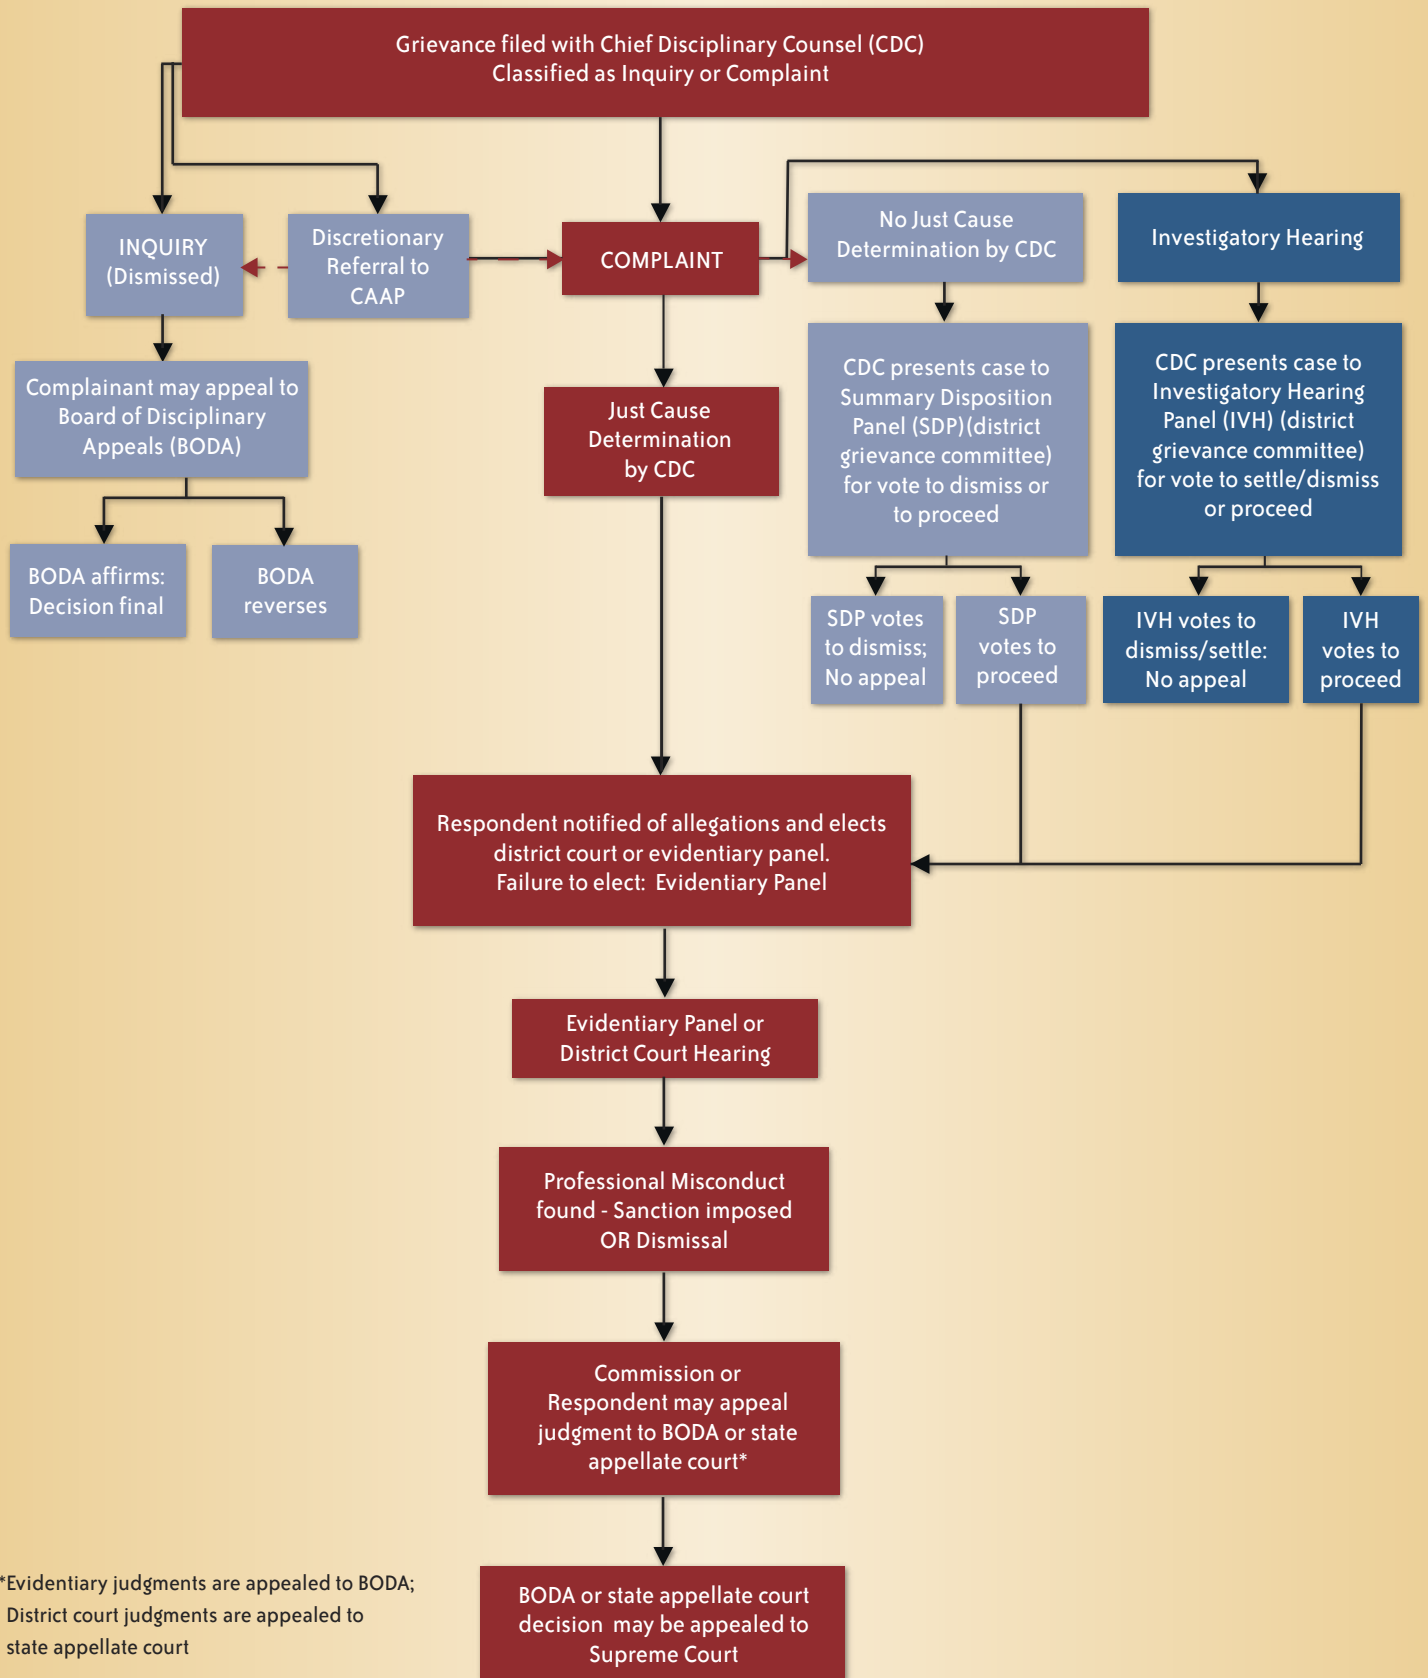 Grievance filed with Chief Disciplinary Counsel (CDC)
Classified as Inquiry or Complaint
INQUIRY
(Dismissed)
Discretionary
Referral to
CAAP
COMPLAINT
No Just Cause
Determination by CDC
Investigatory Hearing
Complainant may appeal to
Board of Disciplinary
Appeals (BODA)
Just Cause
Determination
by CDC
CDC presents case to
Summary Disposition
Panel (SDP)(district
grievance committee)
for vote to dismiss or
to proceed
CDC presents case to
Investigatory Hearing
Panel (IVH) (district
grievance committee)
for vote to settle/dismiss
or proceed
BODA affirms:
Decision final
BODA
reverses
SDP votes
to dismiss;
No appeal
SDP
votes to
proceed
IVH votes to
dismiss/settle:
No appeal
IVH
votes to
proceed
Respondent notified of allegations and elects
district court or evidentiary panel.
Failure to elect: Evidentiary Panel
Evidentiary Panel or
District Court Hearing
Professional Misconduct
found - Sanction imposed
OR Dismissal
Commission or
Respondent may appeal
judgment to BODA or state
appellate court*
BODA or state appellate court
decision may be appealed to
Supreme Court
*Evidentiary judgments are appealed to BODA;
District court judgments are appealed to
state appellate court